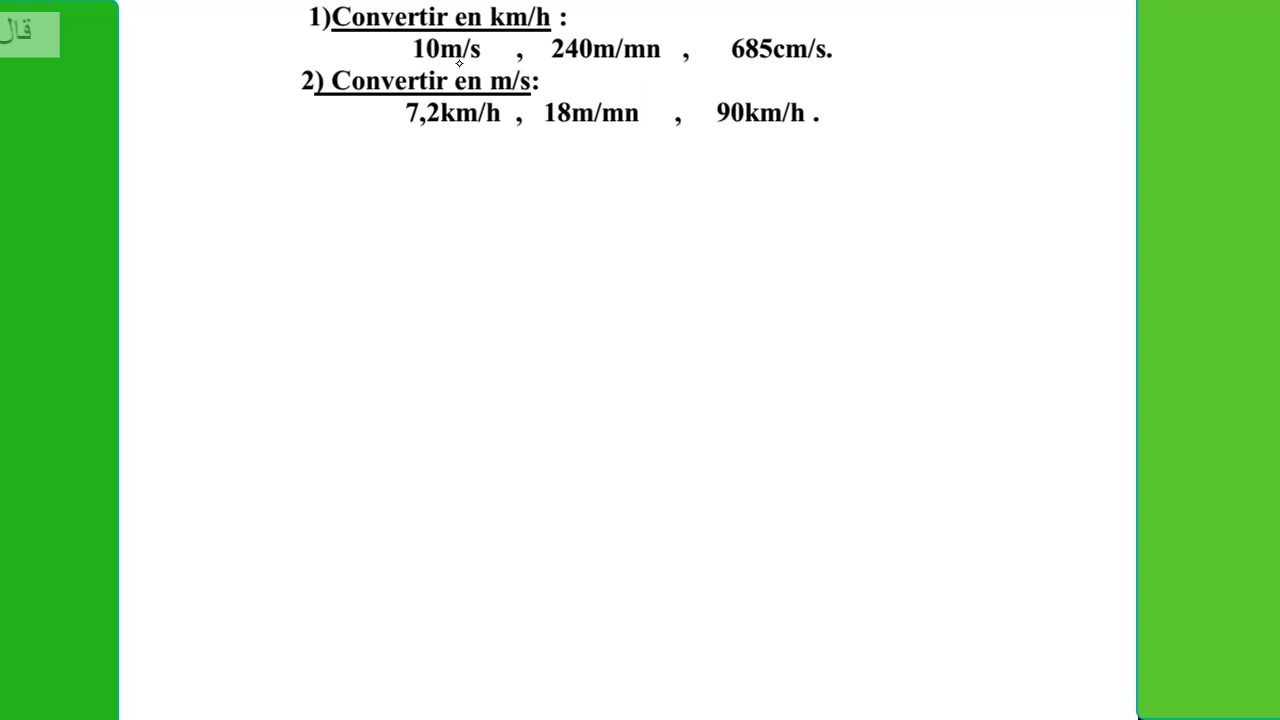 قال
1)Convertir en km/h :
10m/s , 240m/mn , 685cm/s.
2) Convertir en m/s:
7,2km/h , 18m/mn , 90km/h .